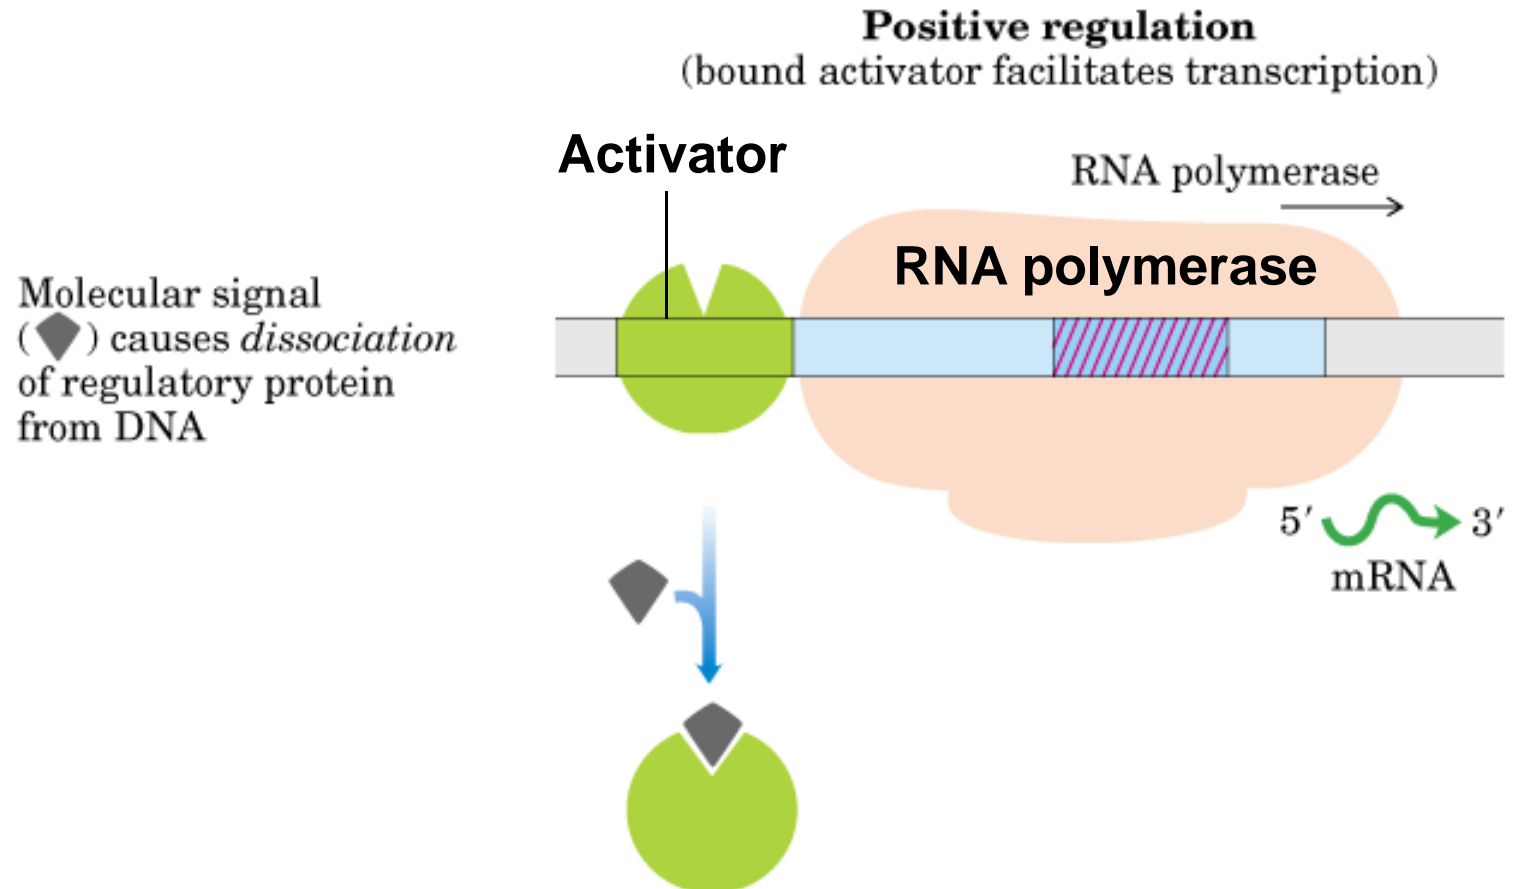 Positive regulation
(bound activator facilitates transcription)
Activator
RNA polymerase
RNA polymerase
Molecular signal
( ) causes dissociation
of regulatory protein
from DNA
5′ 3′
mRNA